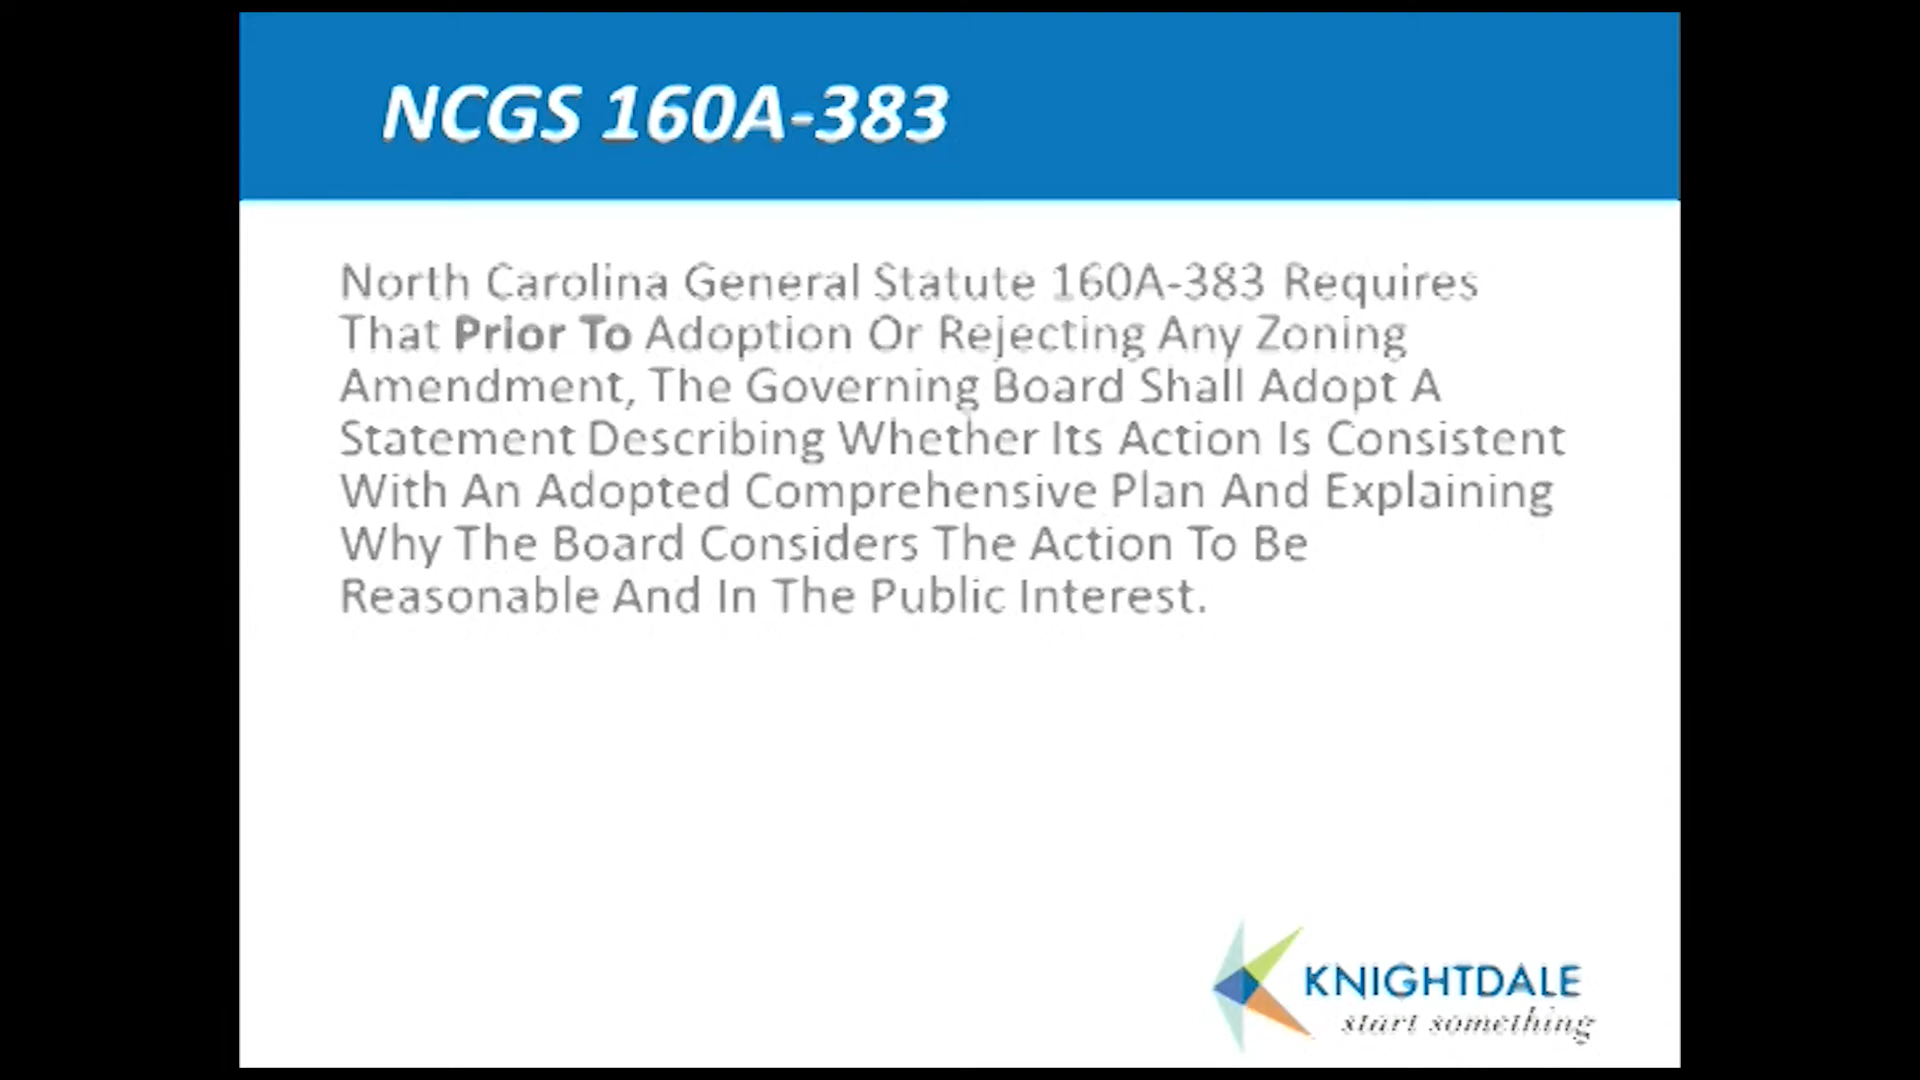 NCGS 160A-383
North Carolina General Statute 160A-383 Requires
That Prior To Adoption Or Rejecting Any Zoning
Amendment, The Governing Board Shall Adopt A
Statement Describing Whether Its Action Is Consistent
With An Adopted Comprehensive Plan And Explaining
Why The Board Considers The Action To Be
Reasonable And In The Public Interest.
KNIGHTDALE
start something